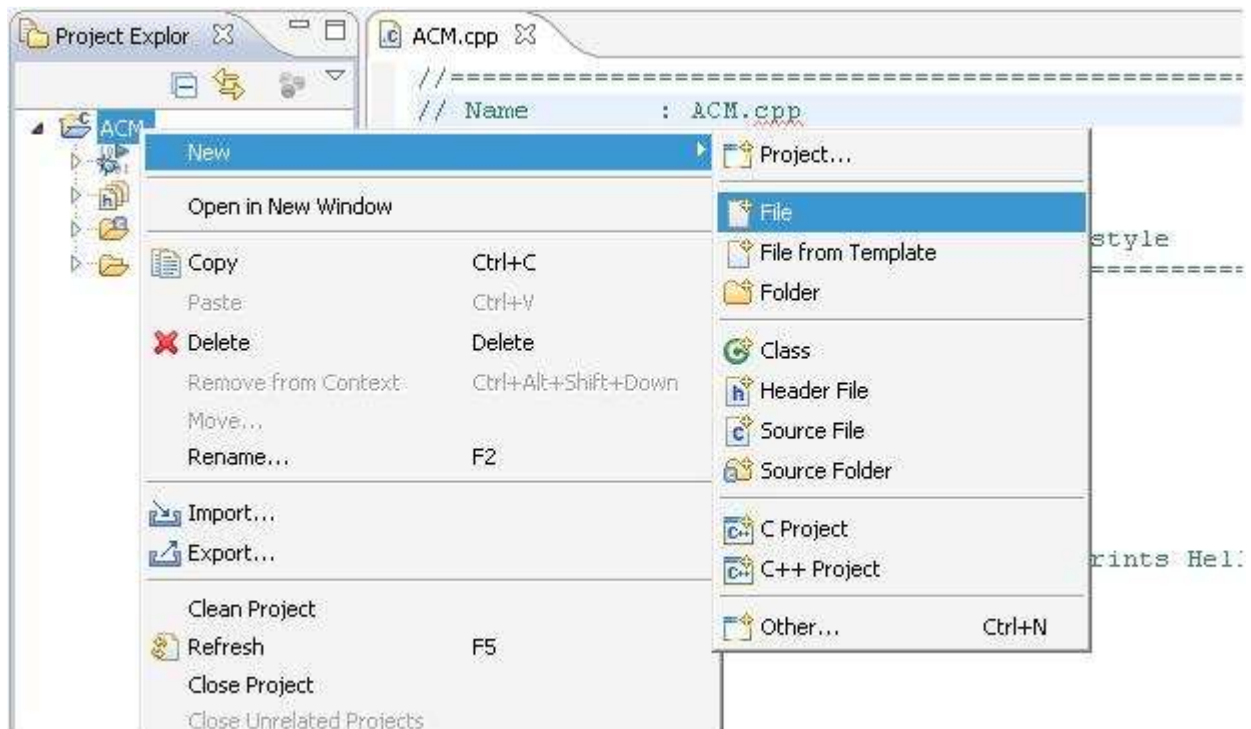 Project Explor
ACM.cpp
//==================================================
// Name        : ACM.cpp
ACM
New
Open in New Window
Copy Ctrl+C
Paste Ctrl+V
Delete Delete
Remove from Context Ctrl+Alt+Shift+Down
Move...
Rename... F2
Import...
Export...
Clean Project
Refresh F5
Close Project
Close Unrelated Projects
Project...
File
File from Template
Folder
Class
Header File
Source File
Source Folder
C Project
C++ Project
Other... Ctrl+N
style
==========
rints Hell